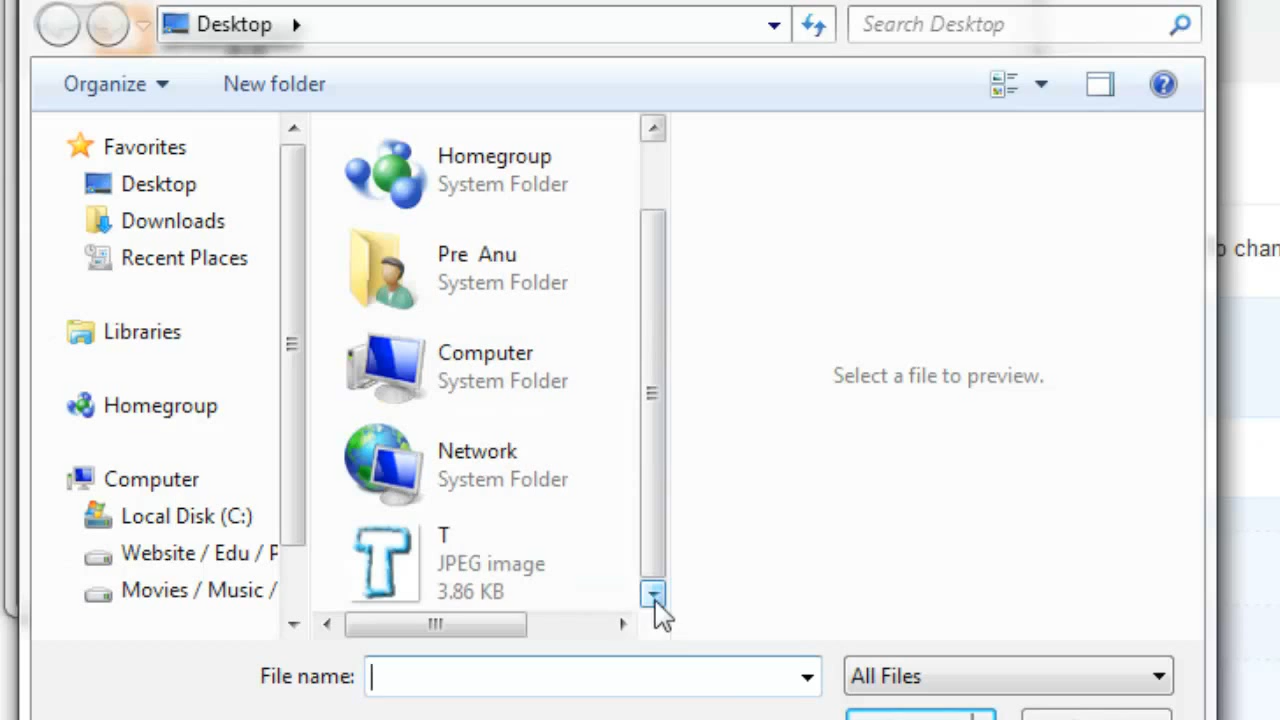 Desktop
Search Desktop
Organize
New folder
Favorites
Desktop
Downloads
Recent Places
Libraries
Homegroup
Computer
Local Disk (C:)
Website / Edu / P
Movies / Music /
Homegroup
System Folder
Pre Anu
System Folder
Computer
System Folder
Network
System Folder
T
T
JPEG image
3.86 KB
Select a file to preview.
chan
File name:
All Files